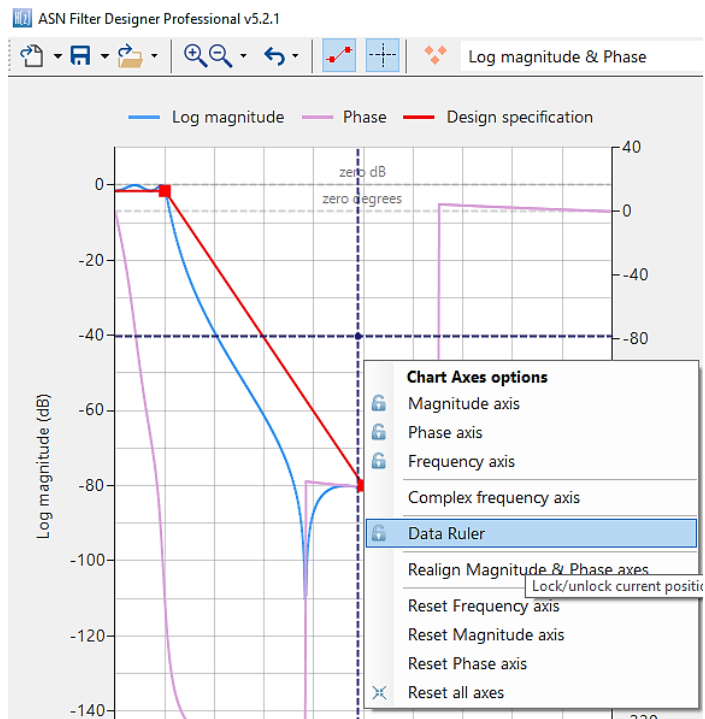 ASN Filter Designer Professional v5.2.1
Log magnitude & Phase
Log magnitude Phase Design specification
40
zero dB
0
zero degrees
0
-20
-40
-40
-80
Chart Axes options
Magnitude axis
Phase axis
-60
Frequency axis
Log magnitude (dB)
-80
Complex frequency axis
Data Ruler
-100
Realign Magnitude & Phase axes
Lock/unlock current
Reset Frequency axis
-120
Reset Magnitude axis
Reset Phase axis
Reset all axes
-140